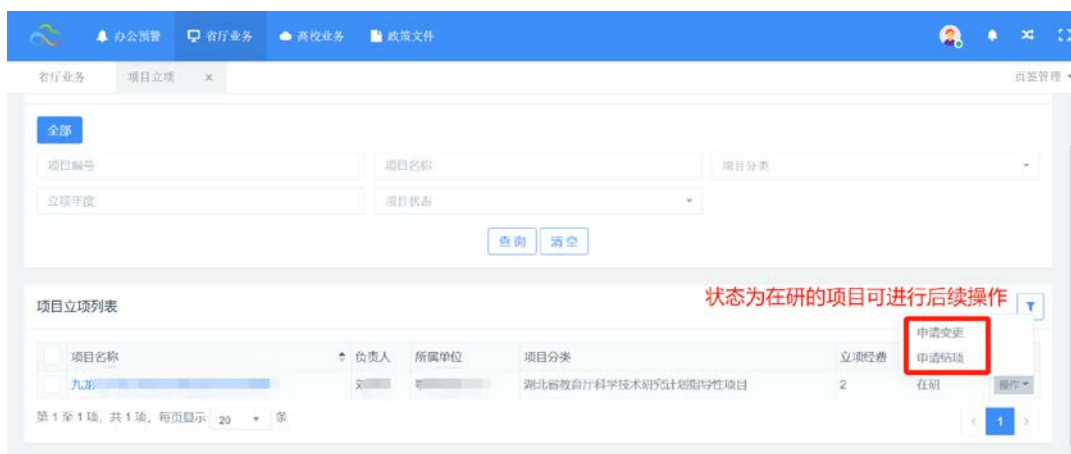 办公预警 省厅业务 高校业务 政策文件
省厅业务 项目立项 × 页签管理
全部
项目编号 项目名称 项目分类
立项年度 项目状态
查询 清空
状态为在研的项目可进行后续操作
项目立项列表
申请变更
项目名称 负责人 所属单位 项目分类 立项经费 申请结项
九龙 刘 湖北省教育厅科学技术研究计划指导性项目 2 在研 操作
第 1 至 1 项, 共 1 项, 每页显示 20 条
< 1 >